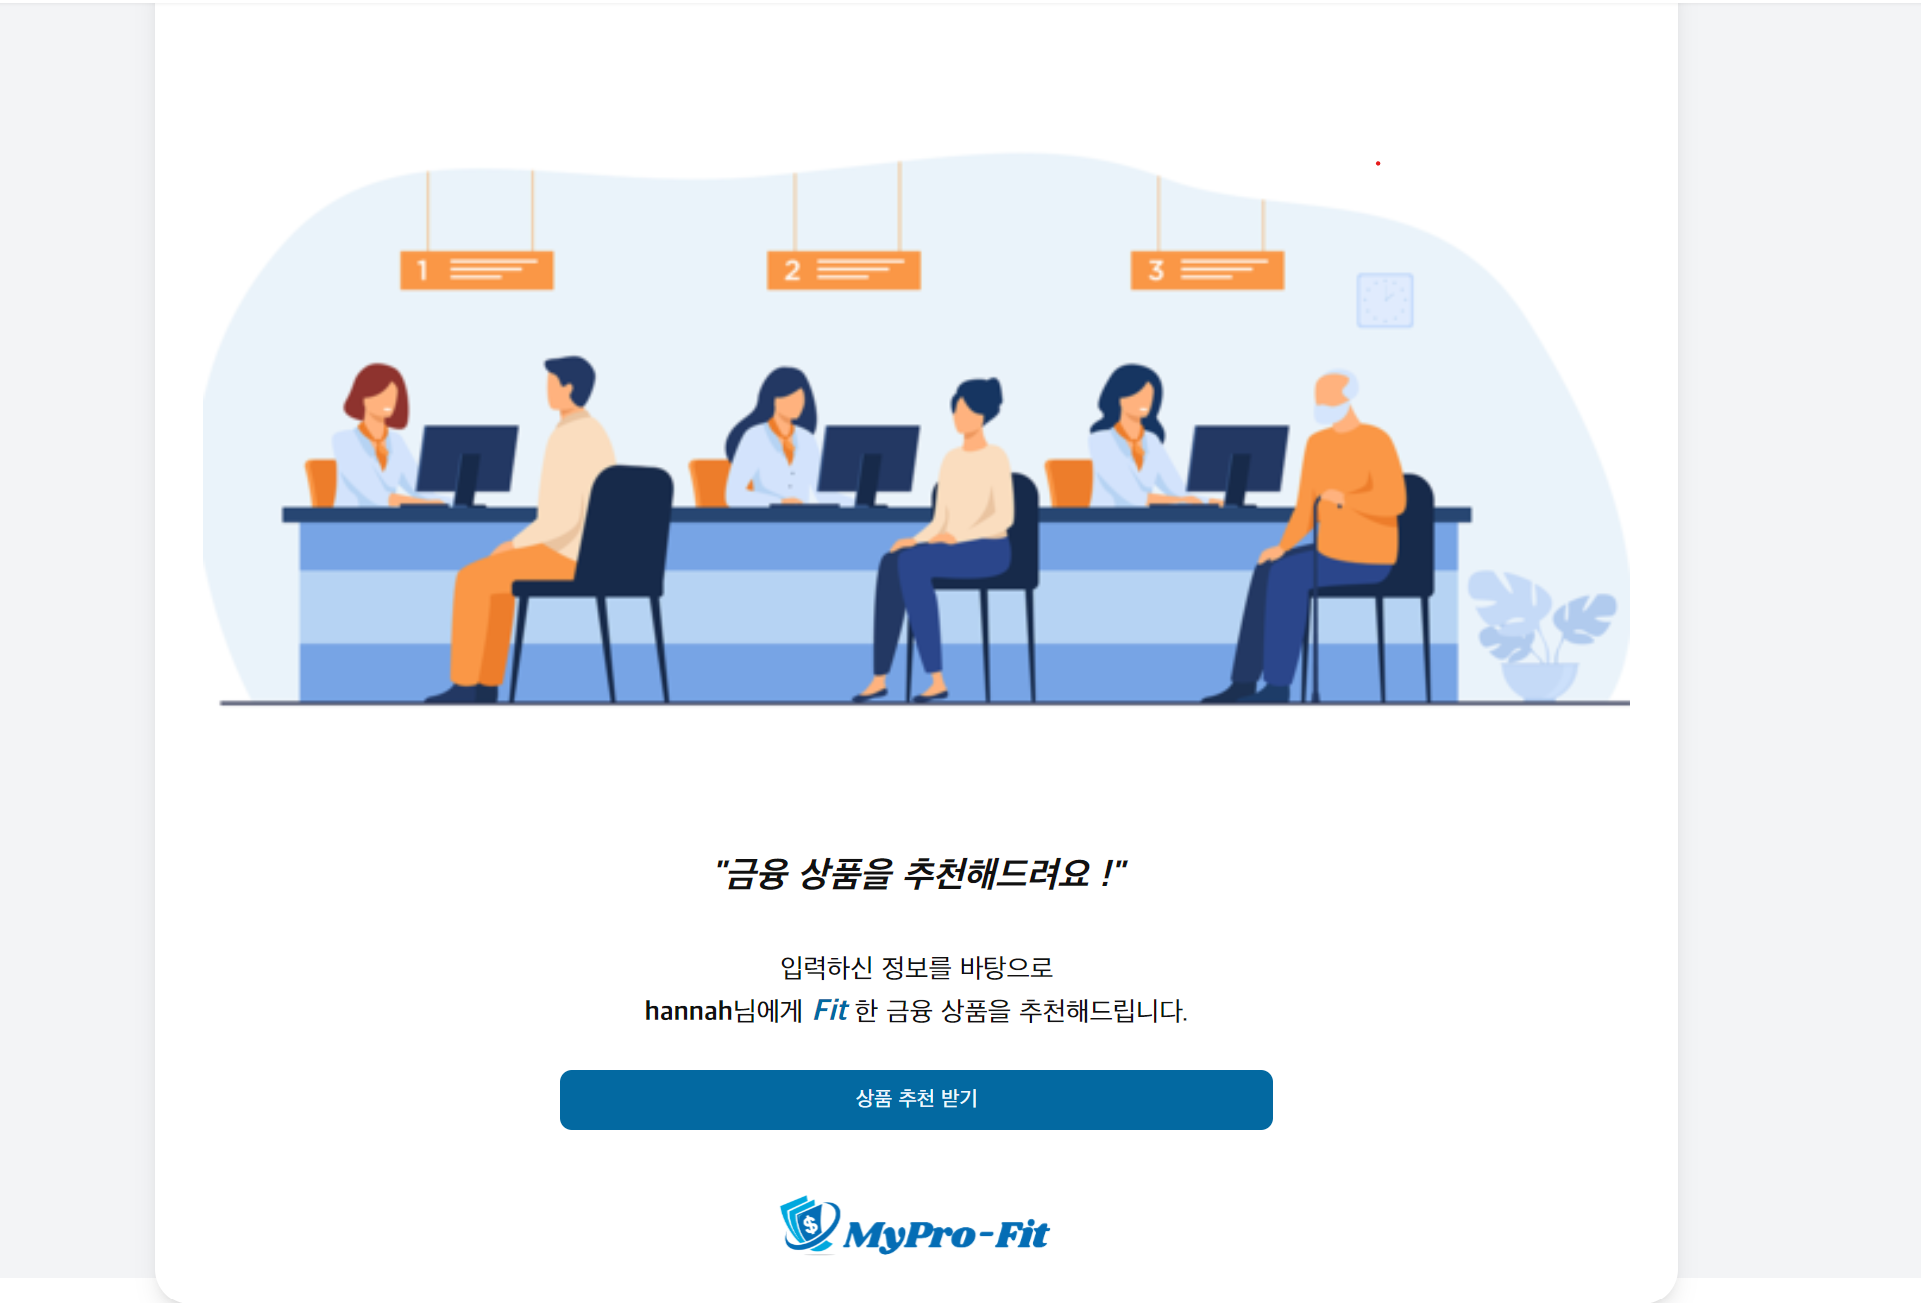 1
2
3
"금융 상품을 추천해드려요 !"
입력하신 정보를 바탕으로
hannah님에게 Fit 한 금융 상품을 추천해드립니다.
상품 추천 받기
$ MyPro-Fit